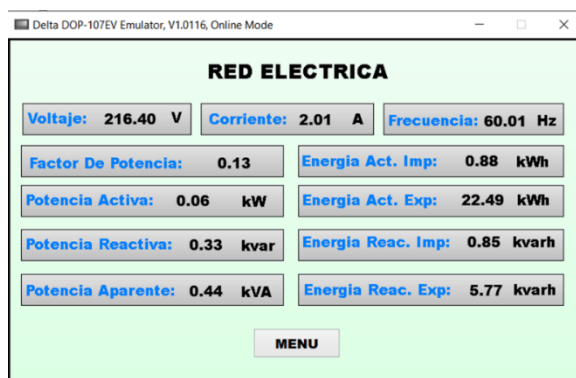 Delta DOP-107EV Emulator, V1.0116, Online Mode
RED ELECTRICA
Voltaje: 216.40 V Corriente: 2.01 A Frecuencia: 60.01 Hz
Factor De Potencia: 0.13 Energia Act. Imp: 0.88 kWh
Potencia Activa: 0.06 kW Energia Act. Exp: 22.49 kWh
Potencia Reactiva: 0.33 kvar Energia Reac. Imp: 0.85 kvarh
Potencia Aparente: 0.44 kVA Energia Reac. Exp: 5.77 kvarh
MENU